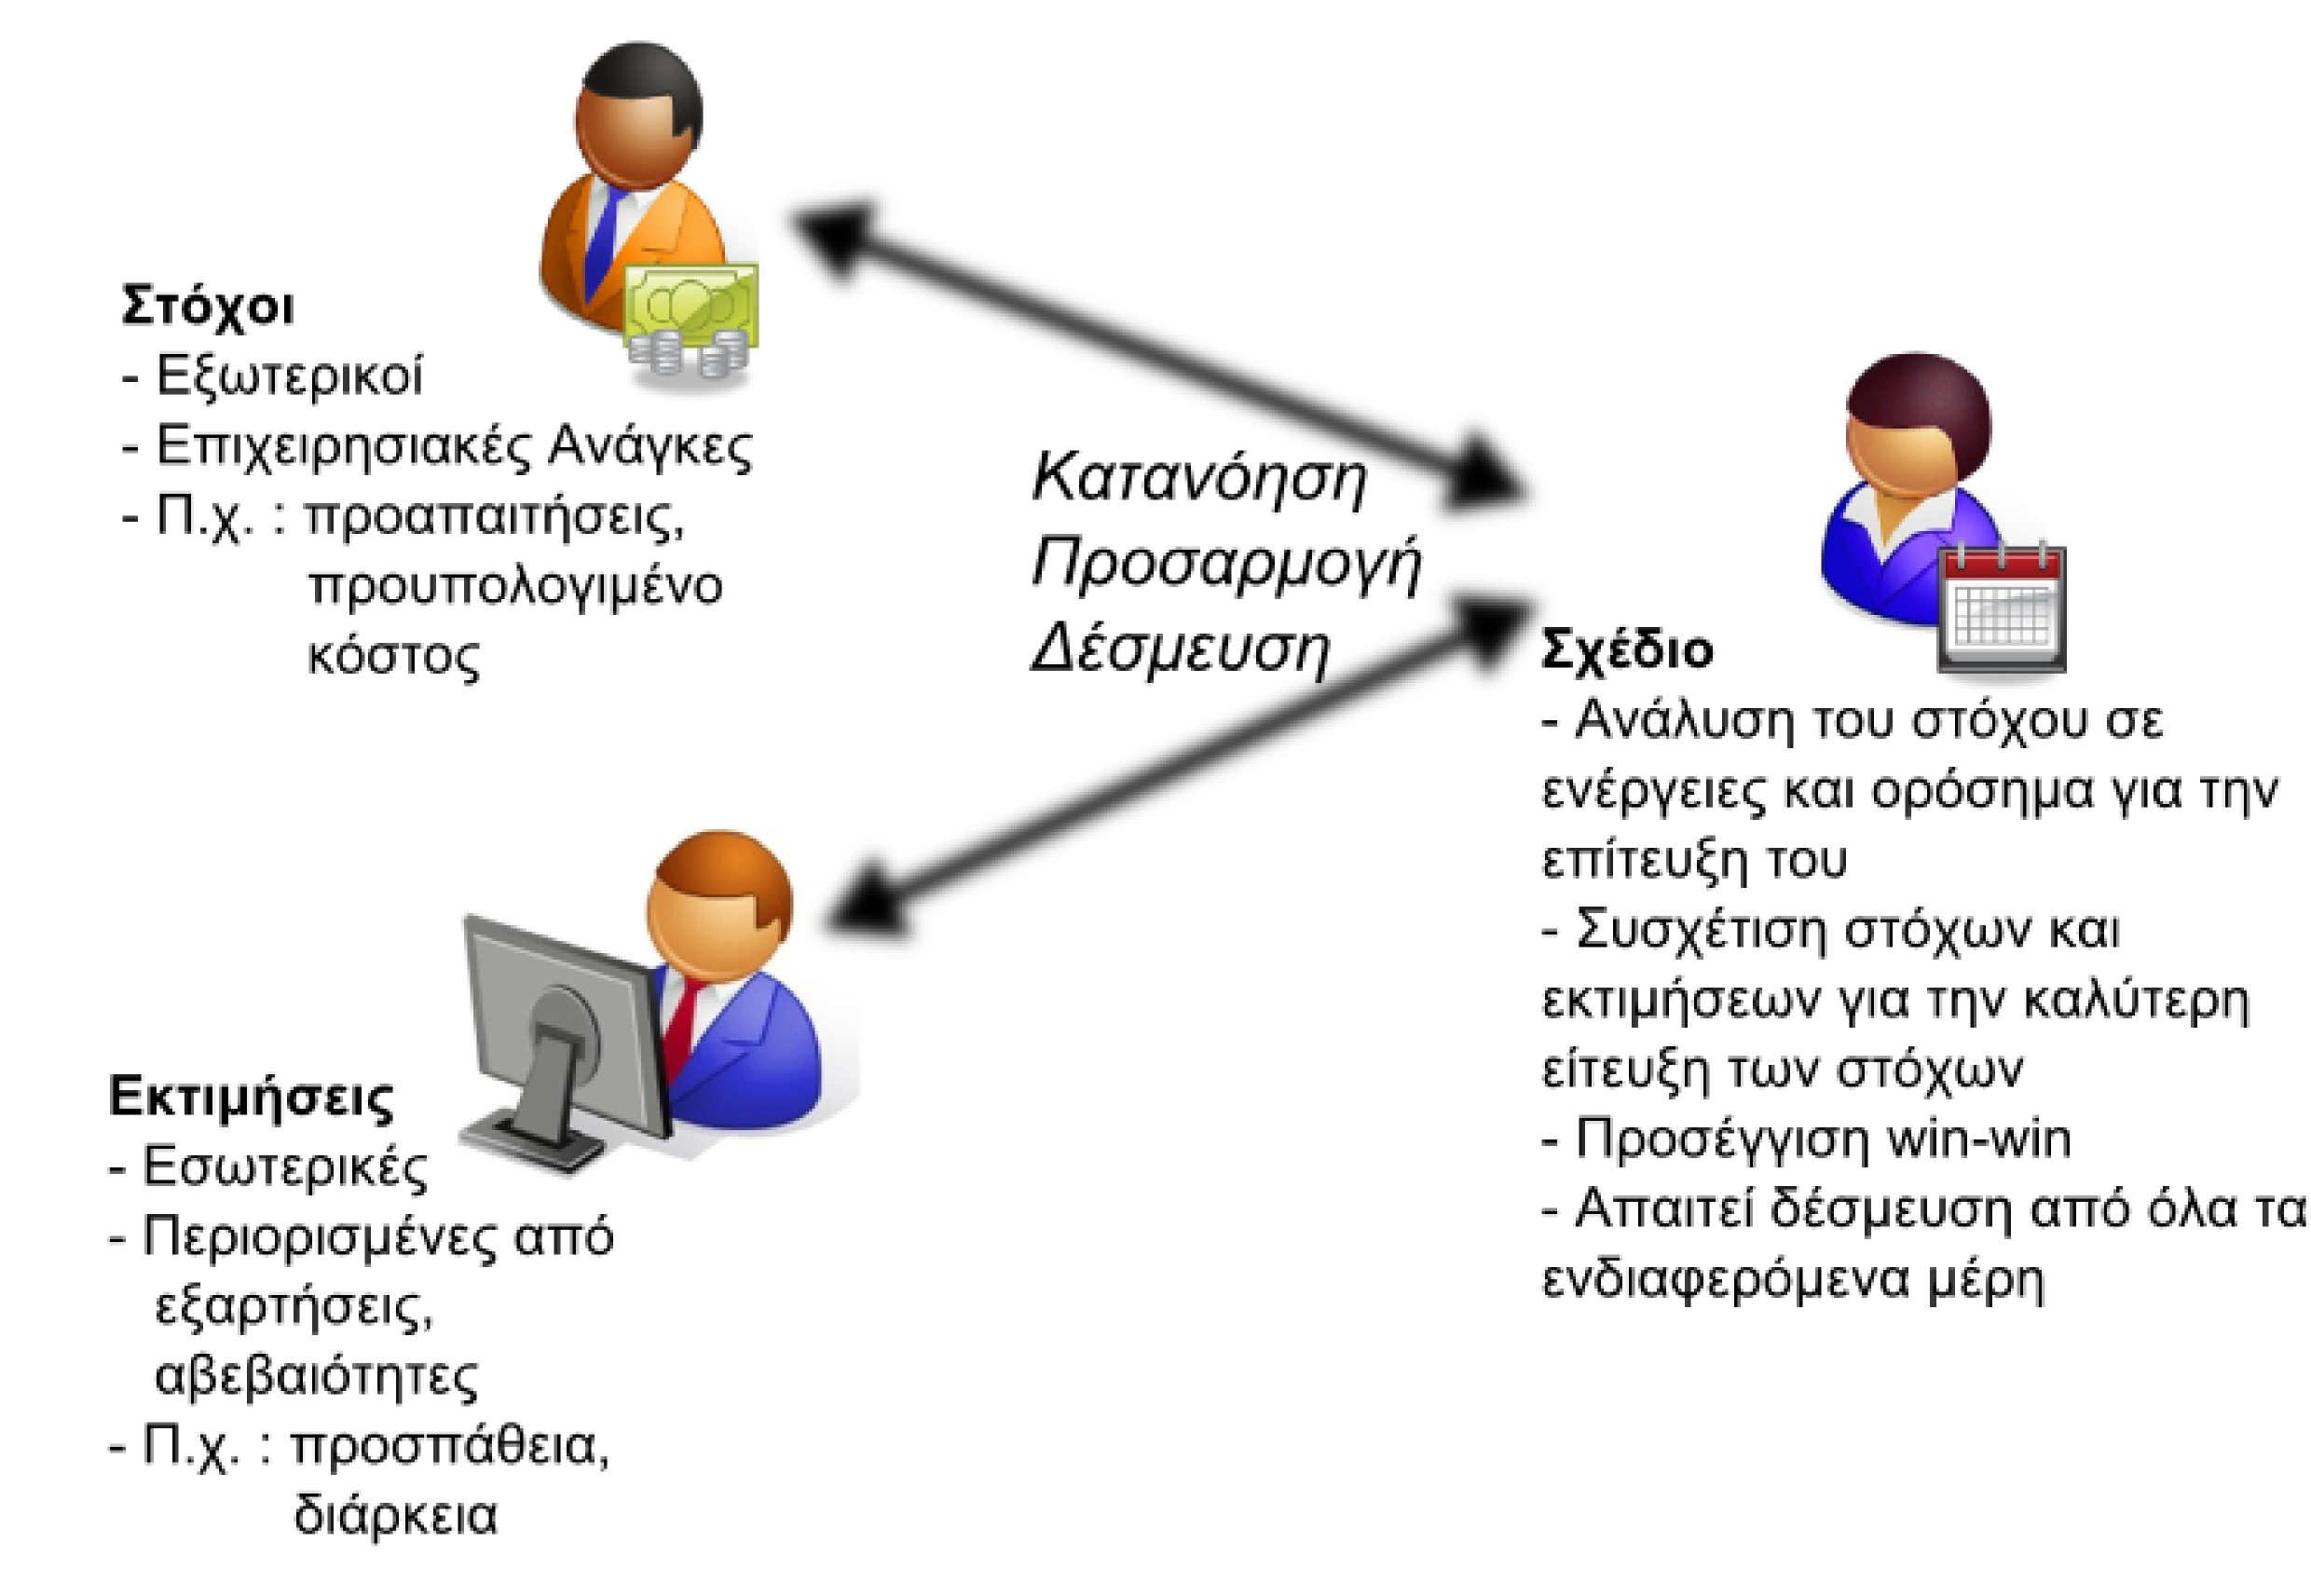 Στόχοι
- Εξωτερικοί
- Επιχειρησιακές Ανάγκες
- Π.χ. : προαπαιτήσεις,
προυπολογιμένο
κόστος
Κατανόηση
Προσαρμογή
Δέσμευση
Σχέδιο
- Ανάλυση του στόχου σε
ενέργειες και ορόσημα για την
επίτευξη του
- Συσχέτιση στόχων και
εκτιμήσεων για την καλύτερη
είτευξη των στόχων
- Προσέγγιση win-win
- Απαιτεί δέσμευση από όλα τα
ενδιαφερόμενα μέρη
Εκτιμήσεις
- Εσωτερικές
- Περιορισμένες από
εξαρτήσεις,
αβεβαιότητες
- Π.χ. : προσπάθεια,
διάρκεια